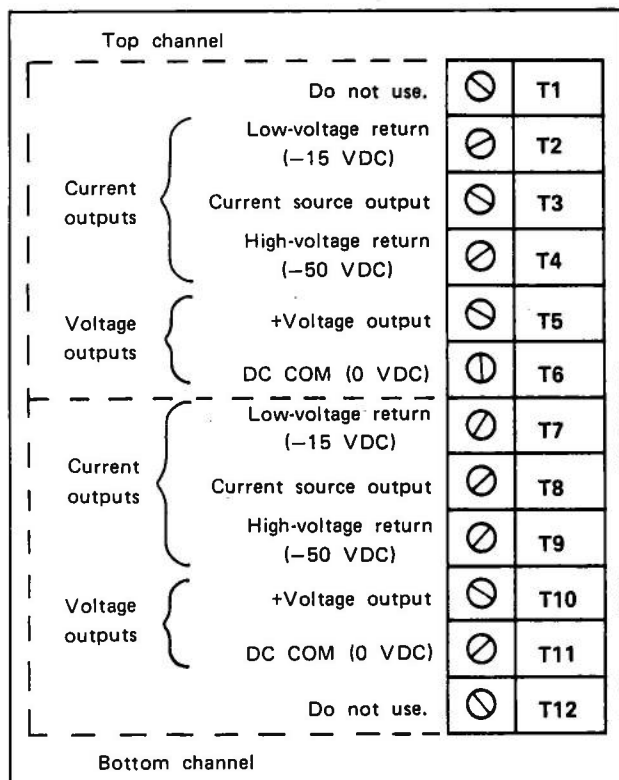 Top channel
Do not use. T1
Low-voltage return
(−15 VDC) T2
Current
outputs
Current source output T3
High-voltage return
(−50 VDC) T4
Voltage
outputs
+Voltage output T5
DC COM (0 VDC) T6
Low-voltage return
(−15 VDC) T7
Current
outputs
Current source output T8
High-voltage return
(−50 VDC) T9
Voltage
outputs
+Voltage output T10
DC COM (0 VDC) T11
Do not use. T12
Bottom channel